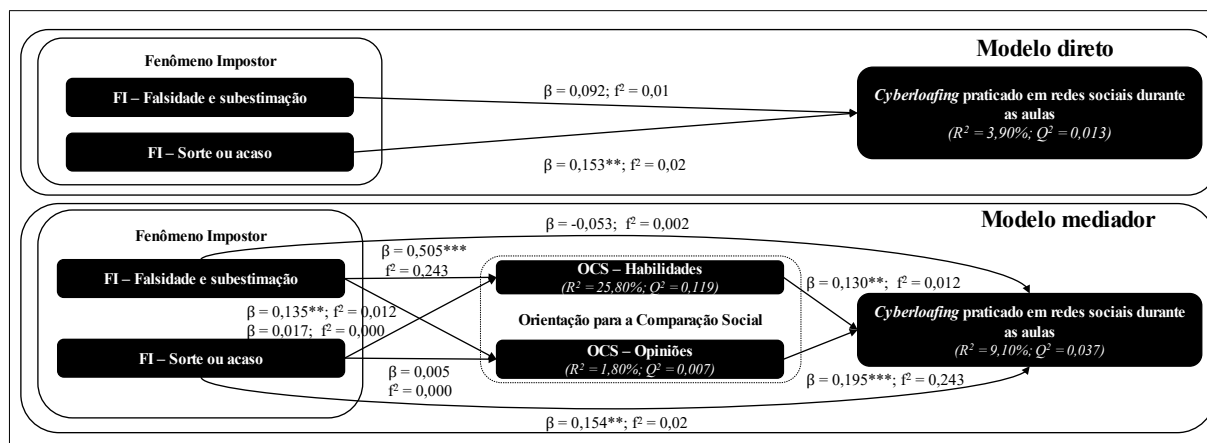 Modelo direto
Fenômeno Impostor
FI – Falsidade e subestimação
FI – Sorte ou acaso
β = 0,092; f² = 0,01
β = 0,153**; f² = 0,02
Cyberloafing praticado em redes sociais durante
as aulas
(R² = 3,90%; Q² = 0,013)
Modelo mediador
Fenômeno Impostor
FI – Falsidade e subestimação
FI – Sorte ou acaso
β = -0,053; f² = 0,002
β = 0,505***
f² = 0,243
β = 0,135**; f² = 0,012
β = 0,017; f² = 0,000
β = 0,005
f² = 0,000
OCS – Habilidades
(R² = 25,80%; Q² = 0,119)
Orientação para a Comparação Social
OCS – Opiniões
(R² = 1,80%; Q² = 0,007)
β = 0,130**; f² = 0,012
β = 0,195***; f² = 0,243
β = 0,154**; f² = 0,02
Cyberloafing praticado em redes sociais durante
as aulas
(R² = 9,10%; Q² = 0,037)